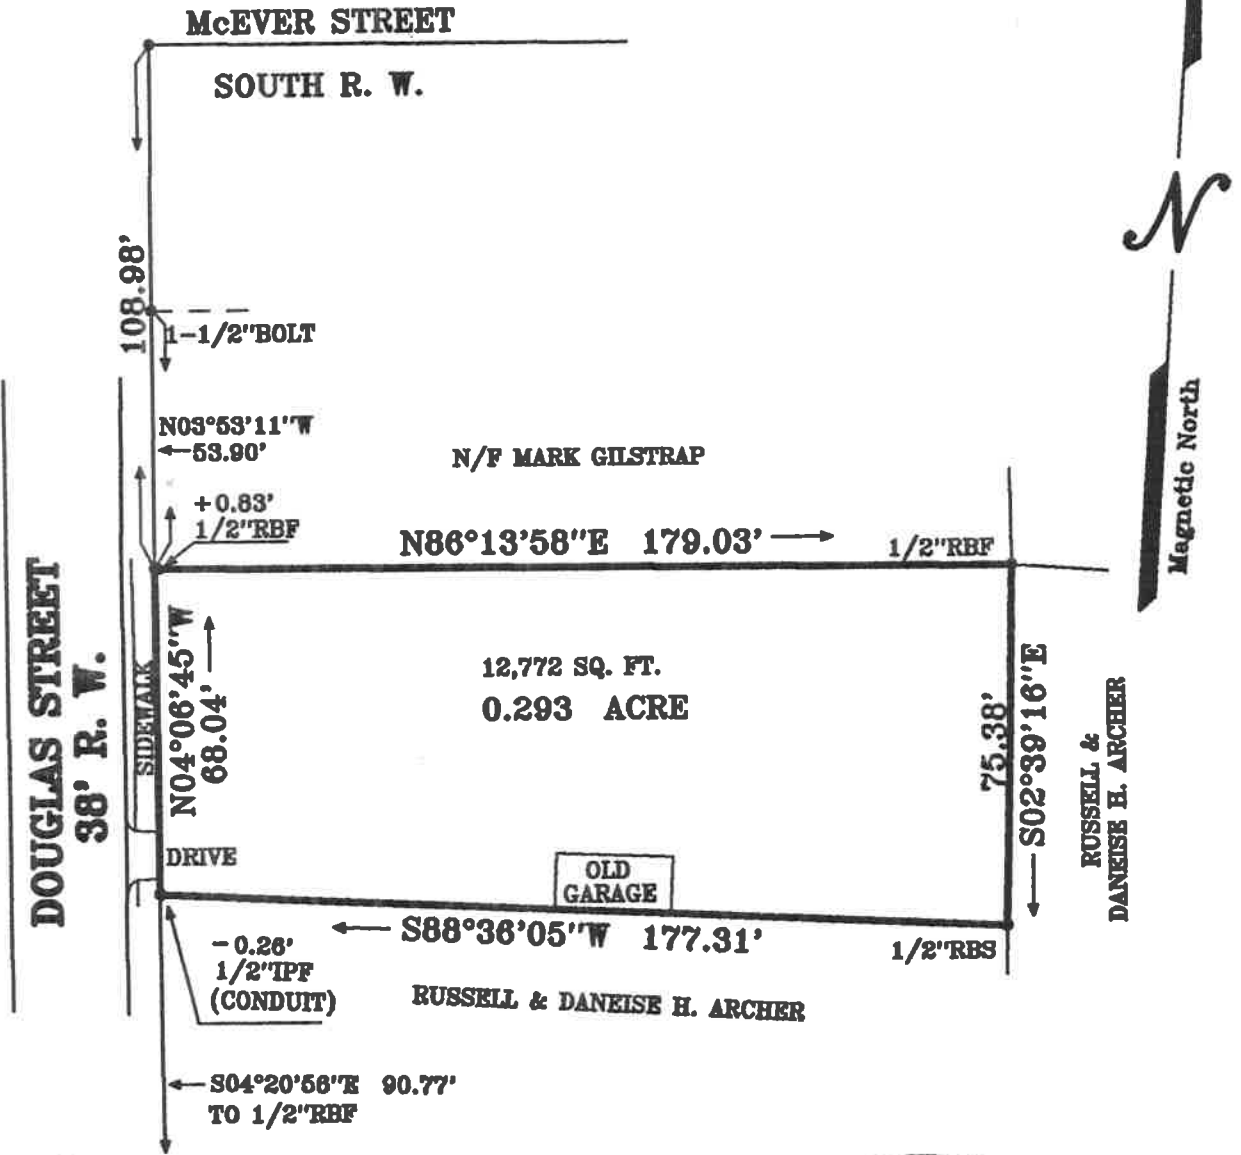 McEVER STREET
SOUTH R. W.
N
Magnetic North
108.98'
1-1/2"BOLT
N03°53'11"W
53.90'
N/F MARK GILSTRAP
+0.83'
1/2"RBF
N86°13'58"E 179.03'
1/2"RBF
DOUGLAS STREET
38' R. W.
SIDEWALK
N04°06'45"W
68.04'
12,772 SQ. FT.
0.293 ACRE
75.38'
S02°39'16"E
RUSSELL &
DANEISE H. ARCHER
DRIVE
OLD
GARAGE
S88°36'05"W 177.31'
1/2"RBS
-0.26'
1/2"IPF
(CONDUIT)
RUSSELL & DANEISE H. ARCHER
S04°20'56"E 90.77'
TO 1/2"RBF